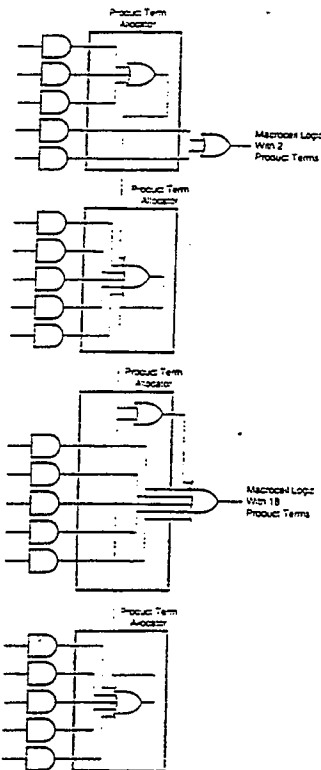 Product Term
Allocator
Macrocell Logic
With 2
Product Terms
Product Term
Allocator
Product Term
Allocator
Macrocell Logic
With 18
Product Terms
Product Term
Allocator